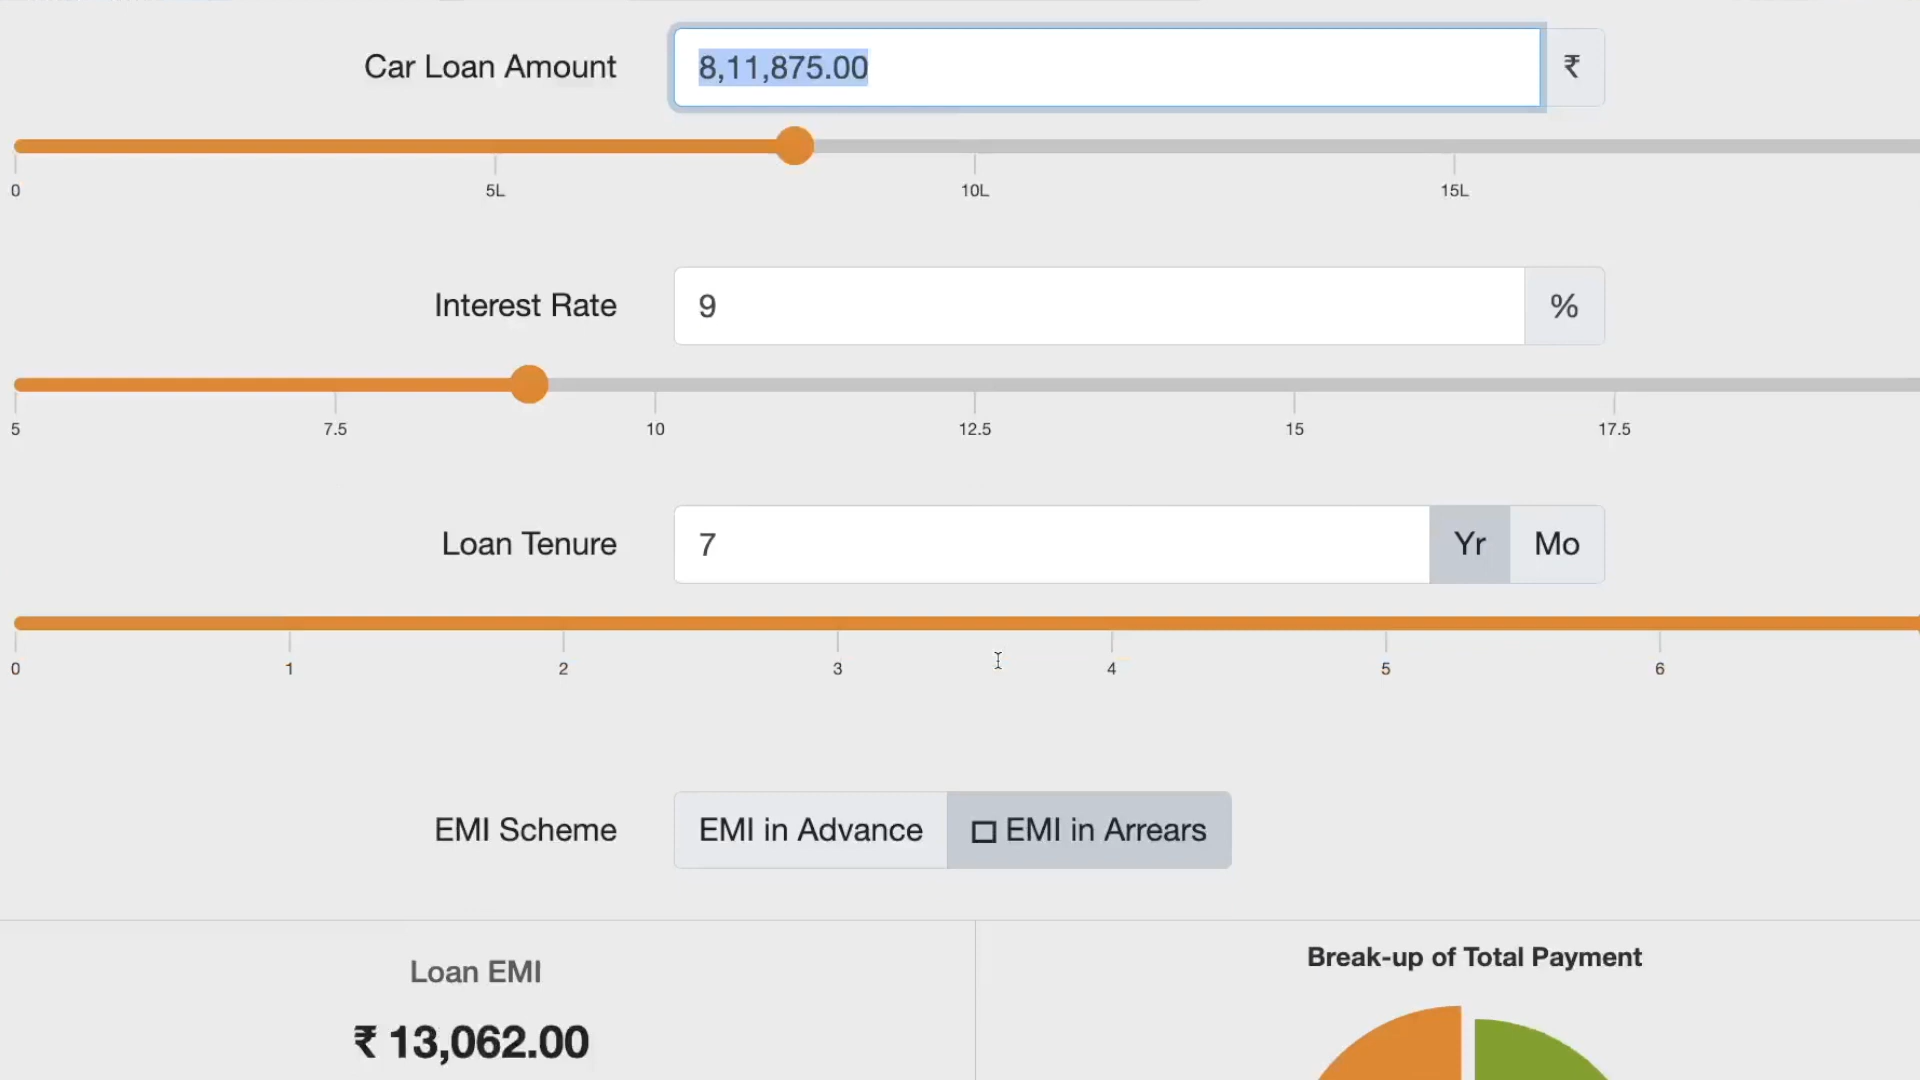 Car Loan Amount 8,11,875.00 ₹
0 5L 10L 15L
Interest Rate 9 %
5 7.5 10 12.5 15 17.5
Loan Tenure 7 Yr Mo
0 1 2 3 4 5 6
EMI Scheme EMI in Advance EMI in Arrears
Loan EMI
₹ 13,062.00
Break-up of Total Payment